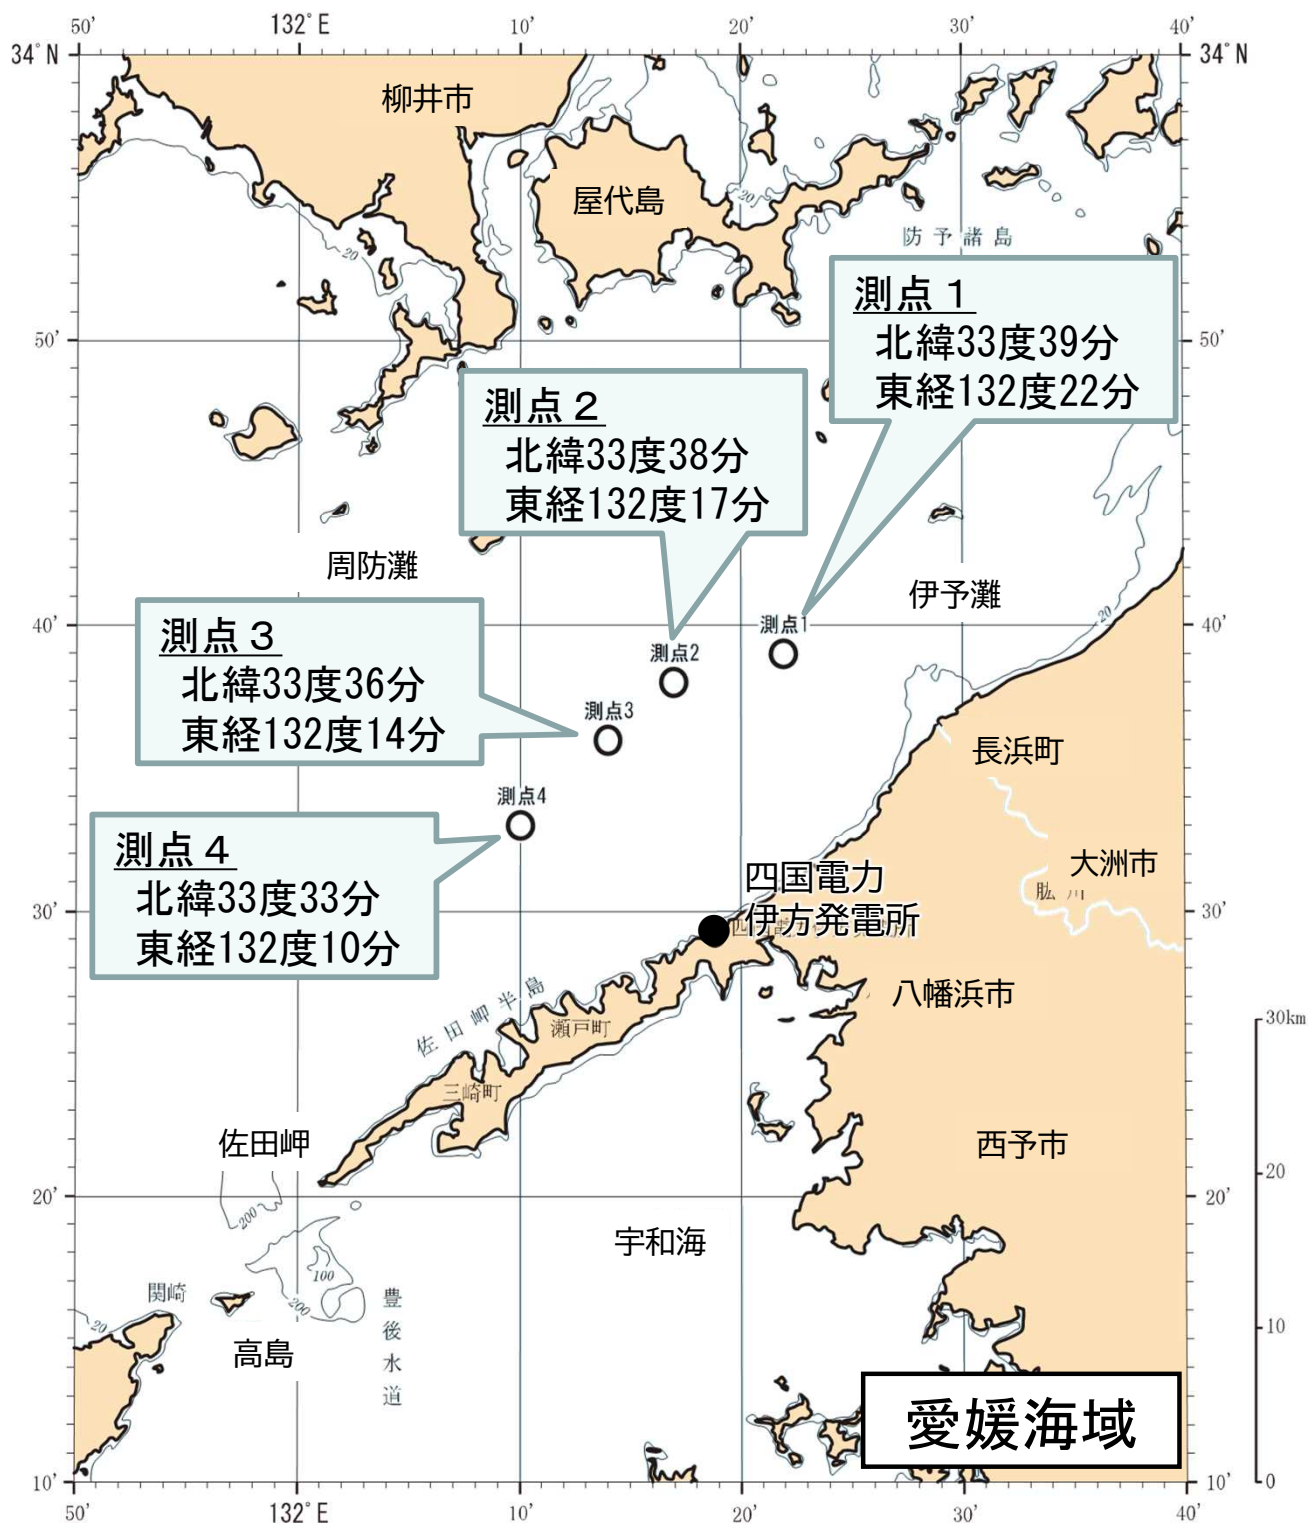 50'
132° E
10'
20'
30'
40'
34° N
34° N
柳井市
屋代島
20
20
防予諸島
測点１
北緯33度39分
東経132度22分
50'
50'
測点２
北緯33度38分
東経132度17分
周防灘
伊予灘
20
測点３
北緯33度36分
東経132度14分
40'
40'
測点1
測点2
測点3
測点4
長浜町
測点４
北緯33度33分
東経132度10分
大洲市
肱川
四国電力
伊方発電所
30'
30'
八幡浜市
佐田岬半島
瀬戸町
三崎町
30km
佐田岬
西予市
20
20'
20'
200
宇和海
100
200
関崎
豊後水道
高島
20
10
愛媛海域
10'
10'
0
50'
132° E
10'
20'
30'
40'